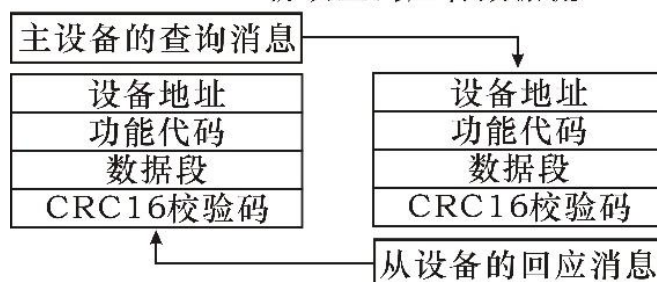 主设备的查询消息
设备地址
功能代码
数据段
CRC16校验码
设备地址
功能代码
数据段
CRC16校验码
从设备的回应消息